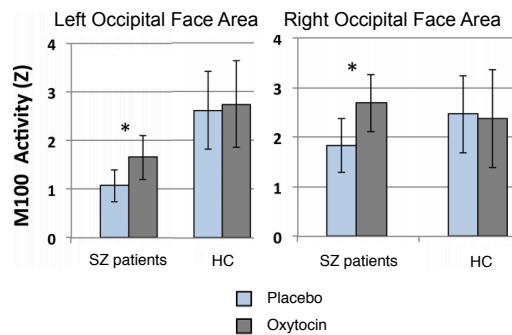 Left Occipital Face Area
Right Occipital Face Area
M100 Activity (Z)
4
3
2
1
0
*
SZ patients
HC
4
3
2
1
0
*
SZ patients
HC
Placebo
Oxytocin